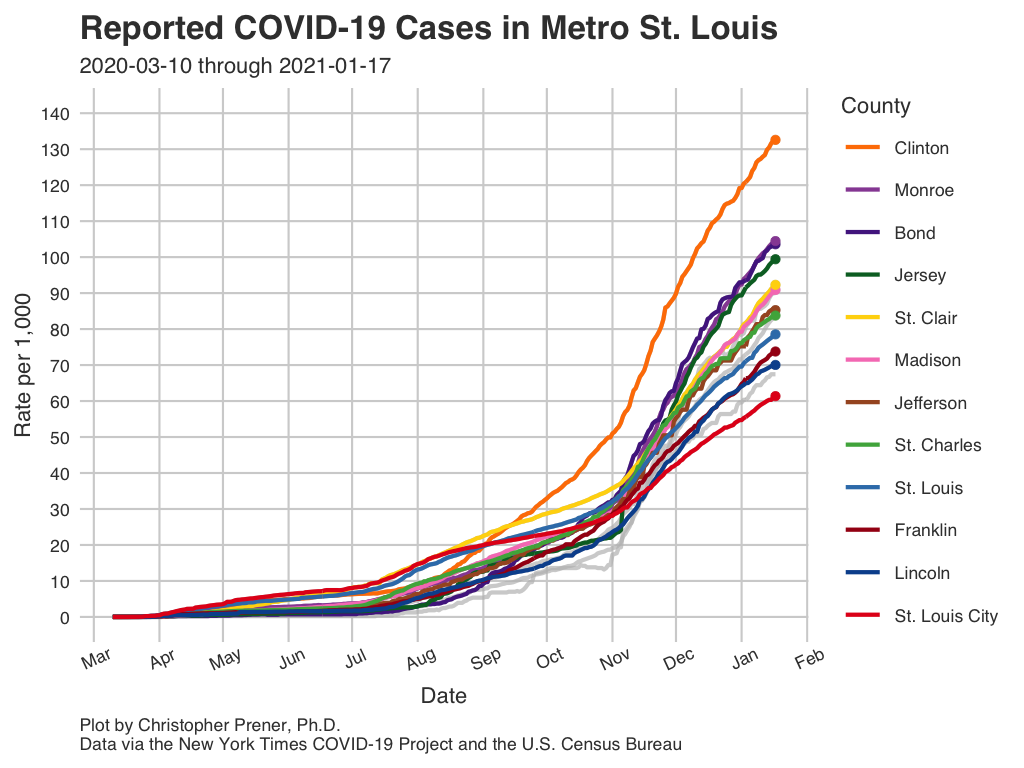 Reported COVID-19 Cases in Metro St. Louis
2020-03-10 through 2021-01-17
Rate per 1,000
140
130
120
110
100
90
80
70
60
50
40
30
20
10
0
Mar
Apr
May
Jun
Jul
Aug
Sep
Oct
Nov
Dec
Jan
Feb
Date
County
Clinton
Monroe
Bond
Jersey
St. Clair
Madison
Jefferson
St. Charles
St. Louis
Franklin
Lincoln
St. Louis City
Plot by Christopher Prener, Ph.D.
Data via the New York Times COVID-19 Project and the U.S. Census Bureau